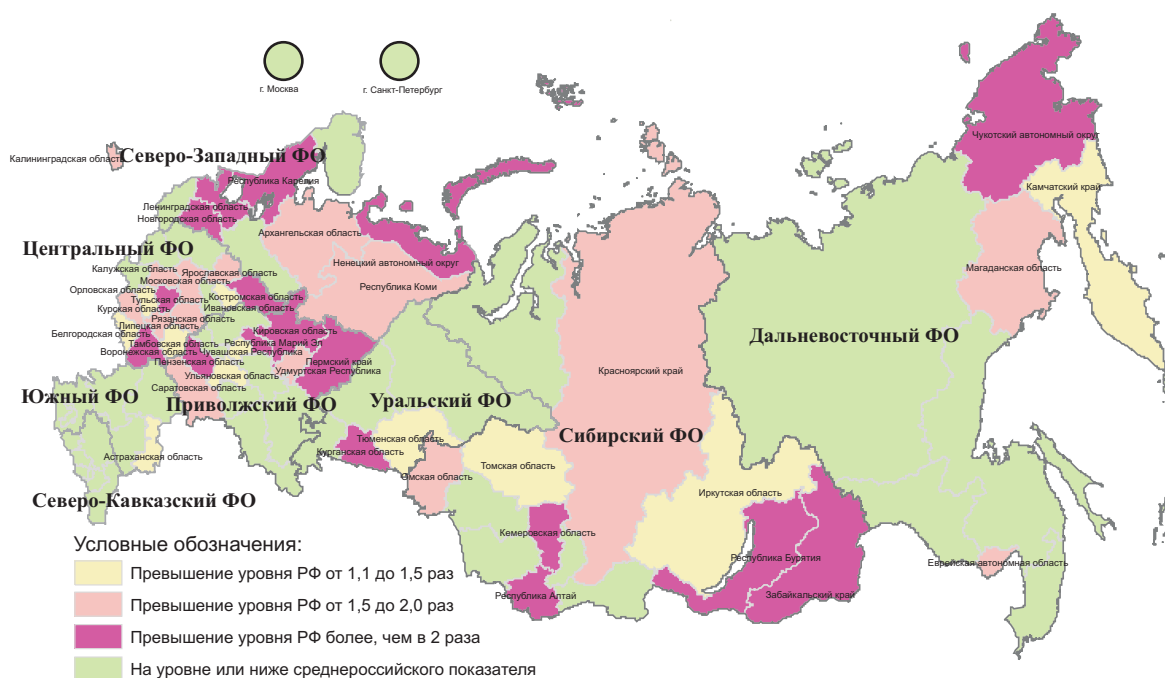 г. Москва
г. Санкт-Петербург
Чукотский автономный округ
Калининградская область
Северо-Западный ФО
Республика Карелия
Камчатский край
Ленинградская область
Новгородская область
Архангельская область
Центральный ФО
Ненецкий автономный округ
Магаданская область
Калужская область
Ярославская область
Московская область
Республика Коми
Орловская область
Тульская область
Костромская область
Курская область
Ивановская область
Рязанская область
Липецкая область
Кировская область
Дальневосточный ФО
Белгородская область
Тамбовская область
Республика Марий Эл
Воронежская область
Чувашская Республика
Пензенская область
Пермский край
Удмуртская Республика
Красноярский край
Ульяновская область
Саратовская область
Южный ФО
Приволжский ФО
Уральский ФО
Сибирский ФО
Тюменская область
Курганская область
Астраханская область
Томская область
Омская область
Иркутская область
Северо-Кавказский ФО
Кемеровская область
Условные обозначения:
Республика Бурятия
Еврейская автономная область
Превышение уровня РФ от 1,1 до 1,5 раз
Республика Алтай
Забайкальский край
Превышение уровня РФ от 1,5 до 2,0 раз
Превышение уровня РФ более, чем в 2 раза
На уровне или ниже среднероссийского показателя